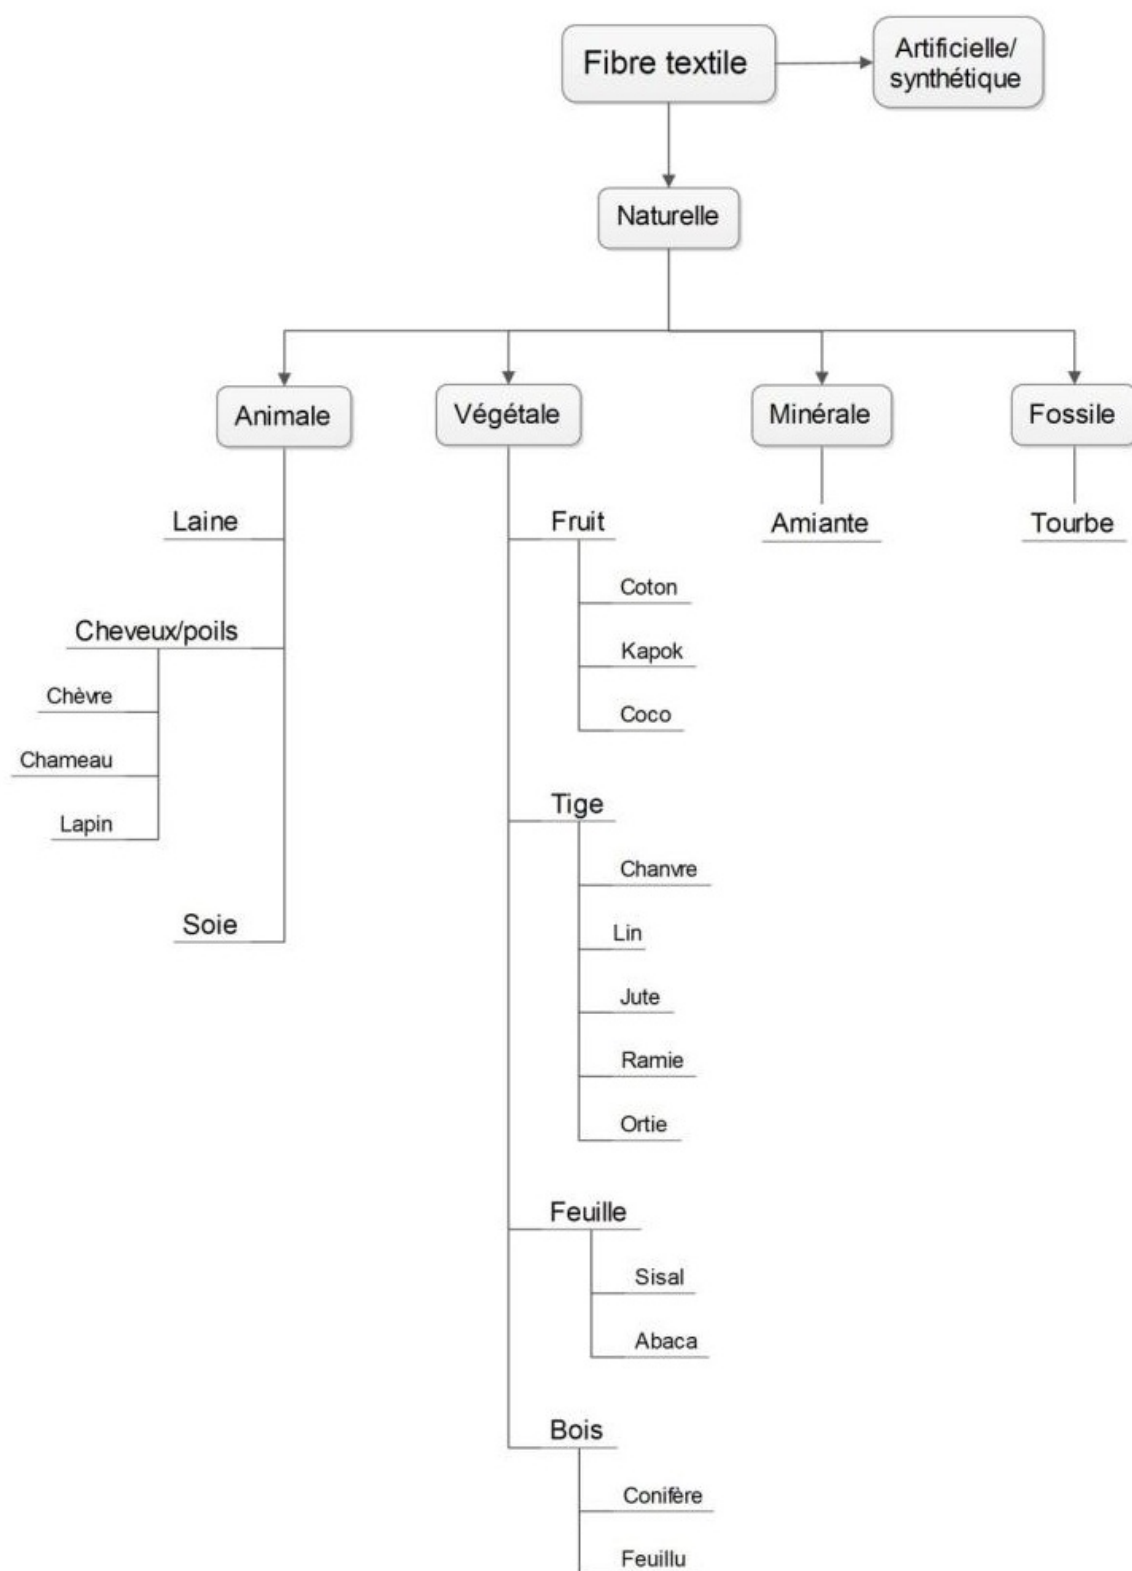 Fibre textile
Artificielle/
synthétique
Naturelle
Animale
Végétale
Minérale
Fossile
Laine
Cheveux/poils
Chèvre
Chameau
Lapin
Soie
Fruit
Coton
Kapok
Coco
Tige
Chanvre
Lin
Jute
Ramie
Ortie
Feuille
Sisal
Abaca
Bois
Conifère
Feuillu
Amiante
Tourbe